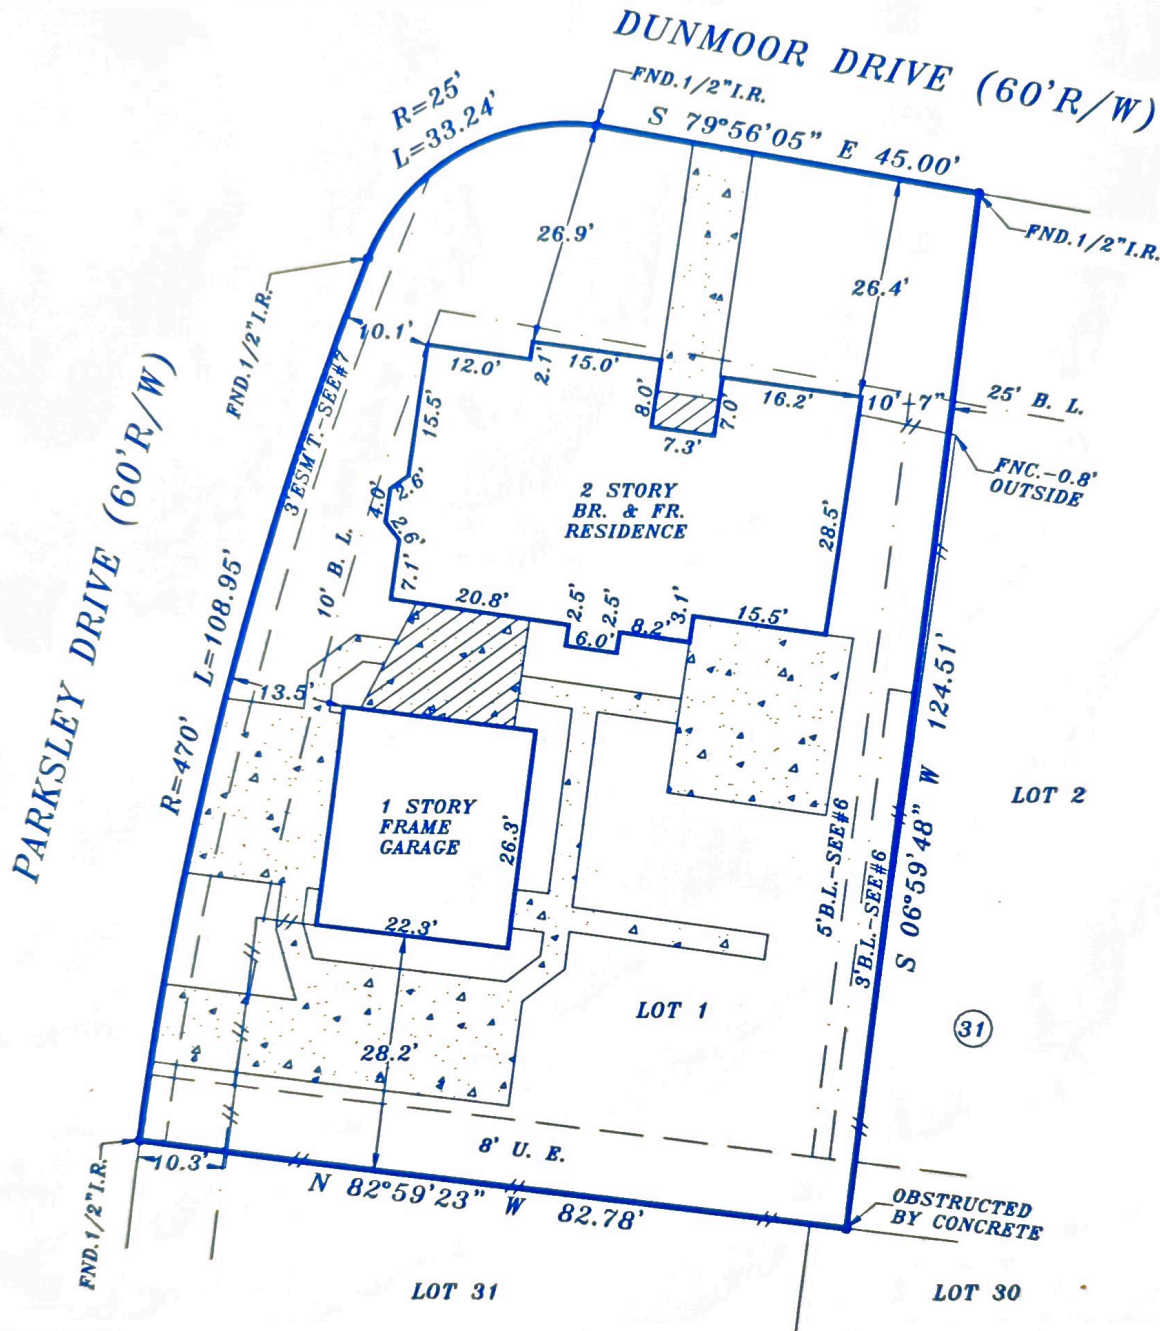 DUNMOOR DRIVE (60'R/W)
FND.1/2"I.R.
R=25'
L=33.24'
S 79°56'05" E 45.00'
FND.1/2"I.R.
26.9'
26.4'
FND.1/2"I.R.
10.1'
12.0'
2.1'
15.0'
8.0'
7.0'
7.3'
16.2'
10'+7"
25' B. L.
FNC.-0.8'
OUTSIDE
3'ESM'T.-SEE#7
15.5'
2.6'
4.0'
2.6'
7.1'
10' B. L.
2 STORY
BR. & FR.
RESIDENCE
28.5'
PARKSLEY DRIVE (60'R/W)
R=470' L=108.95'
20.8'
2.5'
6.0'
2.5'
8.2'
3.1'
15.5'
13.5'
S 06°59'48" W 124.51'
LOT 2
1 STORY
FRAME
GARAGE
26.3'
22.3'
5'B.L.-SEE#6
3'B.L.-SEE#6
LOT 1
31
28.2'
8' U. E.
10.3'
FND.1/2"I.R.
N 82°59'23" W 82.78'
OBSTRUCTED
BY CONCRETE
LOT 31
LOT 30